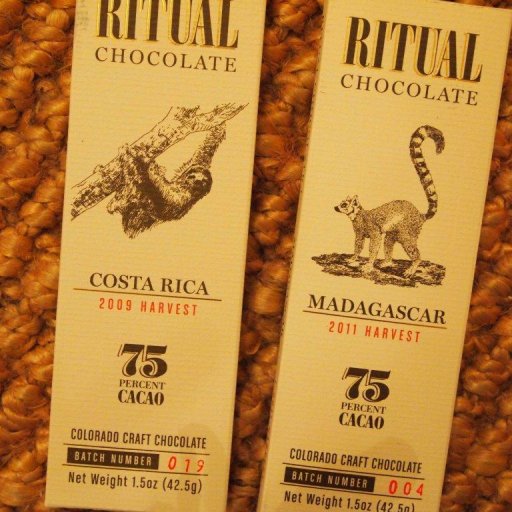 RITUAL
CHOCOLATE
COSTA RICA
2009 HARVEST
75
PERCENT
CACAO
COLORADO CRAFT CHOCOLATE
BATCH NUMBER 019
Net Weight 1.5oz (42.5g)
RITUAL
CHOCOLATE
MADAGASCAR
2011 HARVEST
75
PERCENT
CACAO
COLORADO CRAFT CHOCOLATE
BATCH NUMBER 004
Net Weight 1.5oz (42.5g)